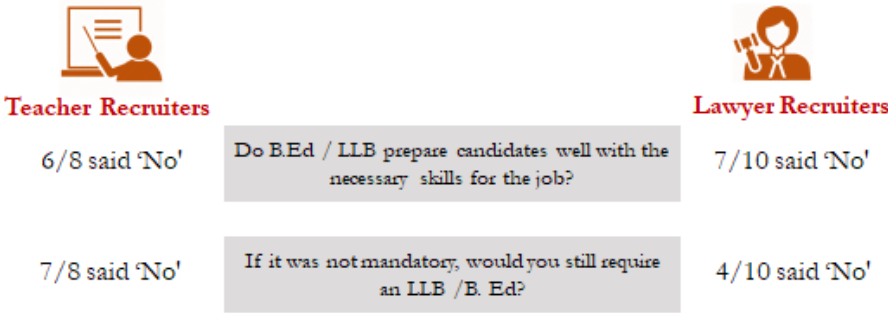 Teacher Recruiters
Lawyer Recruiters
6/8 said 'No'
Do B.Ed / LLB prepare candidates well with the
necessary skills for the job?
7/10 said 'No'
7/8 said 'No'
If it was not mandatory, would you still require
an LLB /B. Ed?
4/10 said 'No'